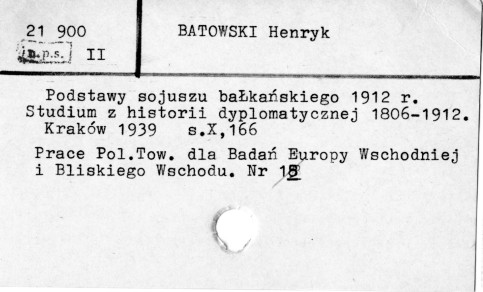 21 900
n.p.s. II
BATOWSKI Henryk
Podstawy sojuszu bałkańskiego 1912 r.
Studium z historii dyplomatycznej 1806-1912.
Kraków 1939 s.X,166
Prace Pol.Tow. dla Badań Europy Wschodniej
i Bliskiego Wschodu. Nr